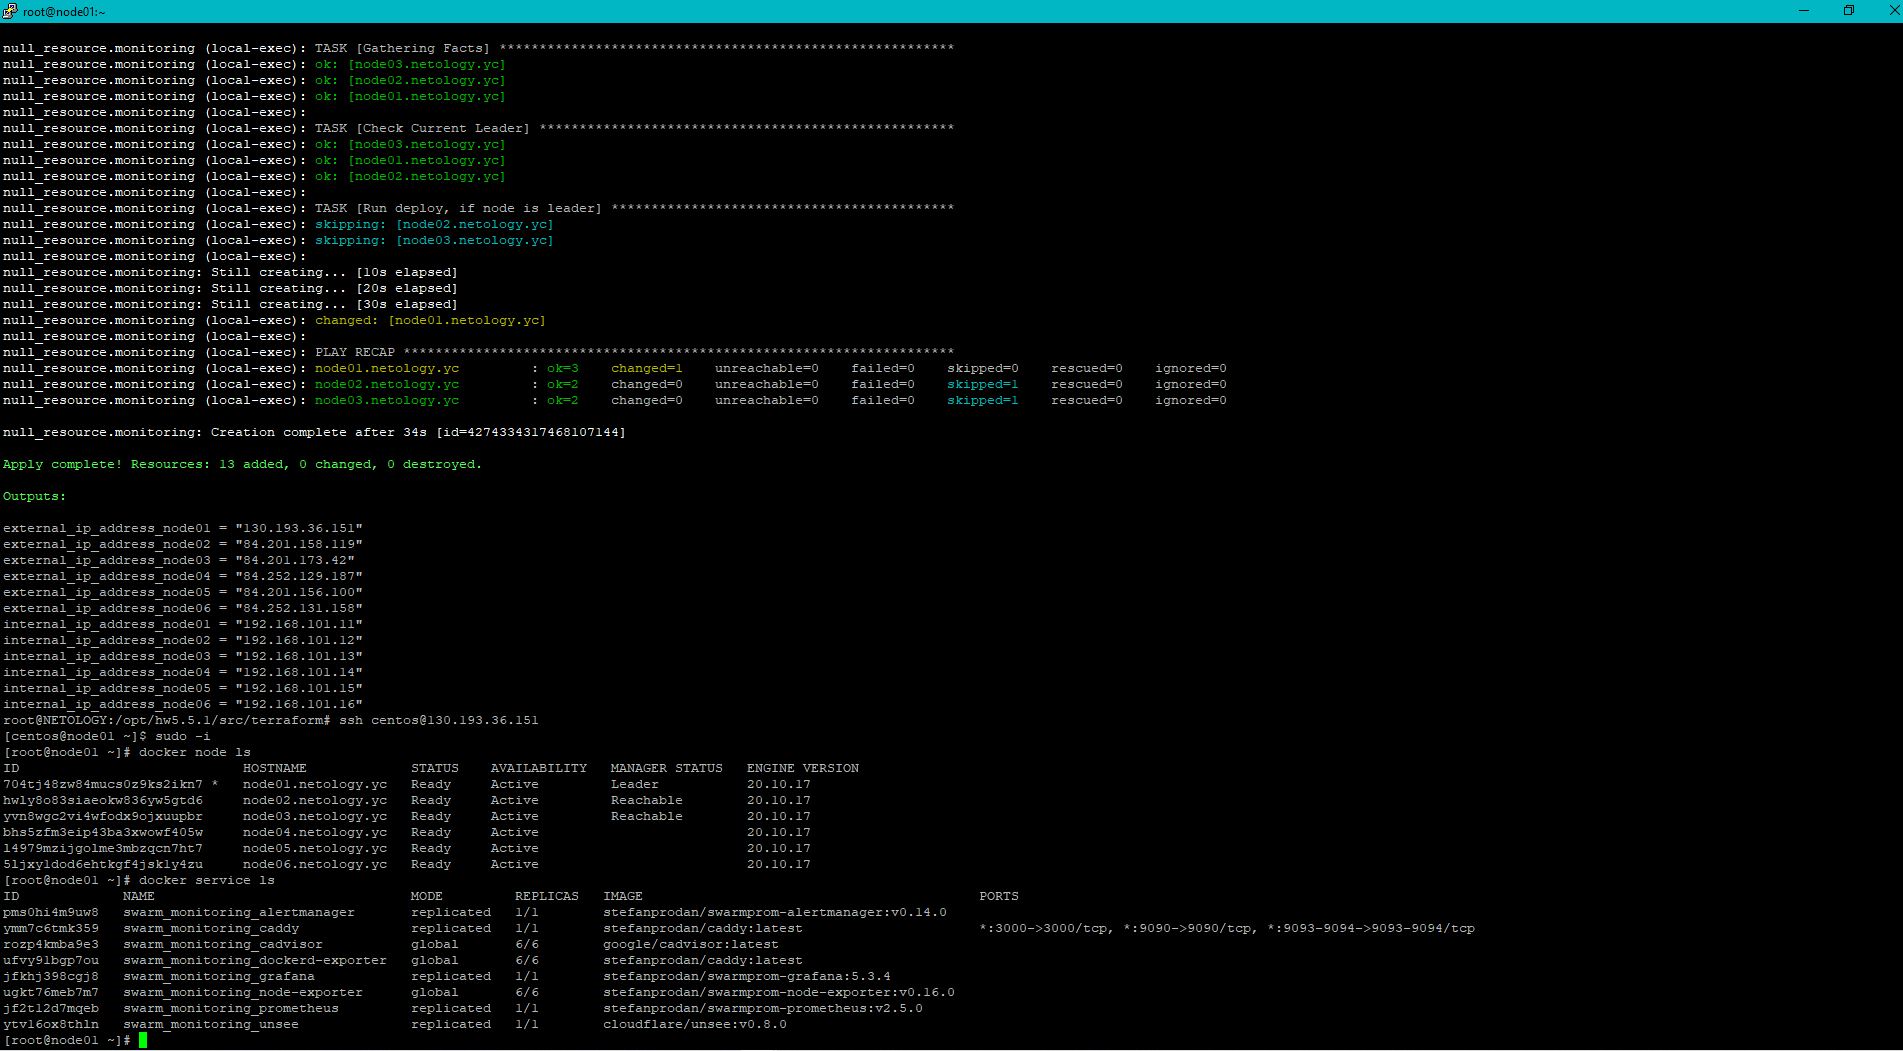 root@node01:~
null_resource.monitoring (local-exec): TASK [Gathering Facts] *********************************************************
null_resource.monitoring (local-exec): ok: [node03.netology.yc]
null_resource.monitoring (local-exec): ok: [node02.netology.yc]
null_resource.monitoring (local-exec): ok: [node01.netology.yc]
null_resource.monitoring (local-exec):
null_resource.monitoring (local-exec): TASK [Check Current Leader] ****************************************************
null_resource.monitoring (local-exec): ok: [node03.netology.yc]
null_resource.monitoring (local-exec): ok: [node01.netology.yc]
null_resource.monitoring (local-exec): ok: [node02.netology.yc]
null_resource.monitoring (local-exec):
null_resource.monitoring (local-exec): TASK [Run deploy, if node is leader] *******************************************
null_resource.monitoring (local-exec): skipping: [node02.netology.yc]
null_resource.monitoring (local-exec): skipping: [node03.netology.yc]
null_resource.monitoring (local-exec):
null_resource.monitoring: Still creating... [10s elapsed]
null_resource.monitoring: Still creating... [20s elapsed]
null_resource.monitoring: Still creating... [30s elapsed]
null_resource.monitoring (local-exec): changed: [node01.netology.yc]
null_resource.monitoring (local-exec):
null_resource.monitoring (local-exec): PLAY RECAP *********************************************************************
null_resource.monitoring (local-exec): node01.netology.yc : ok=3 changed=1 unreachable=0 failed=0 skipped=0 rescued=0 ignored=0
null_resource.monitoring (local-exec): node02.netology.yc : ok=2 changed=0 unreachable=0 failed=0 skipped=1 rescued=0 ignored=0
null_resource.monitoring (local-exec): node03.netology.yc : ok=2 changed=0 unreachable=0 failed=0 skipped=1 rescued=0 ignored=0
null_resource.monitoring: Creation complete after 34s [id=4274334317468107144]
Apply complete! Resources: 13 added, 0 changed, 0 destroyed.
Outputs:
external_ip_address_node01 = "130.193.36.151"
external_ip_address_node02 = "84.201.158.119"
external_ip_address_node03 = "84.201.173.42"
external_ip_address_node04 = "84.252.129.187"
external_ip_address_node05 = "84.201.156.100"
external_ip_address_node06 = "84.252.131.158"
internal_ip_address_node01 = "192.168.101.11"
internal_ip_address_node02 = "192.168.101.12"
internal_ip_address_node03 = "192.168.101.13"
internal_ip_address_node04 = "192.168.101.14"
internal_ip_address_node05 = "192.168.101.15"
internal_ip_address_node06 = "192.168.101.16"
root@NETOLOGY:/opt/hw5.5.1/src/terraform# ssh centos@130.193.36.151
[centos@node01 ~]$ sudo -i
[root@node01 ~]# docker node ls
ID HOSTNAME STATUS AVAILABILITY MANAGER STATUS ENGINE VERSION
704tj48zw84mucs0z9ks2ikn7 * node01.netology.yc Ready Active Leader 20.10.17
hwly8o83siaeokw836yw5gtd6 node02.netology.yc Ready Active Reachable 20.10.17
yvn8wgc2vi4wfodx9ojxuupbr node03.netology.yc Ready Active Reachable 20.10.17
bhs5zfm3eip43ba3xwowf405w node04.netology.yc Ready Active 20.10.17
l4979mzijgolme3mbzqcn7ht7 node05.netology.yc Ready Active 20.10.17
5ljxy1dod6ehtkgf4jskly4zu node06.netology.yc Ready Active 20.10.17
[root@node01 ~]# docker service ls
ID NAME MODE REPLICAS IMAGE PORTS
pms0hi4m9uw8 swarm_monitoring_alertmanager replicated 1/1 stefanprodan/swarmprom-alertmanager:v0.14.0
ymm7c6tmk359 swarm_monitoring_caddy replicated 1/1 stefanprodan/caddy:latest *:3000->3000/tcp, *:9090->9090/tcp, *:9093-9094->9093-9094/tcp
rozp4kmba9e3 swarm_monitoring_cadvisor global 6/6 google/cadvisor:latest
ufvy9lbgp7ou swarm_monitoring_dockerd-exporter global 6/6 stefanprodan/caddy:latest
jfkhj398cgj8 swarm_monitoring_grafana replicated 1/1 stefanprodan/swarmprom-grafana:5.3.4
ugkt76meb7m7 swarm_monitoring_node-exporter global 6/6 stefanprodan/swarmprom-node-exporter:v0.16.0
jf2tl2d7mqeb swarm_monitoring_prometheus replicated 1/1 stefanprodan/swarmprom-prometheus:v2.5.0
ytv16ox8thln swarm_monitoring_unsee replicated 1/1 cloudflare/unsee:v0.8.0
[root@node01 ~]#